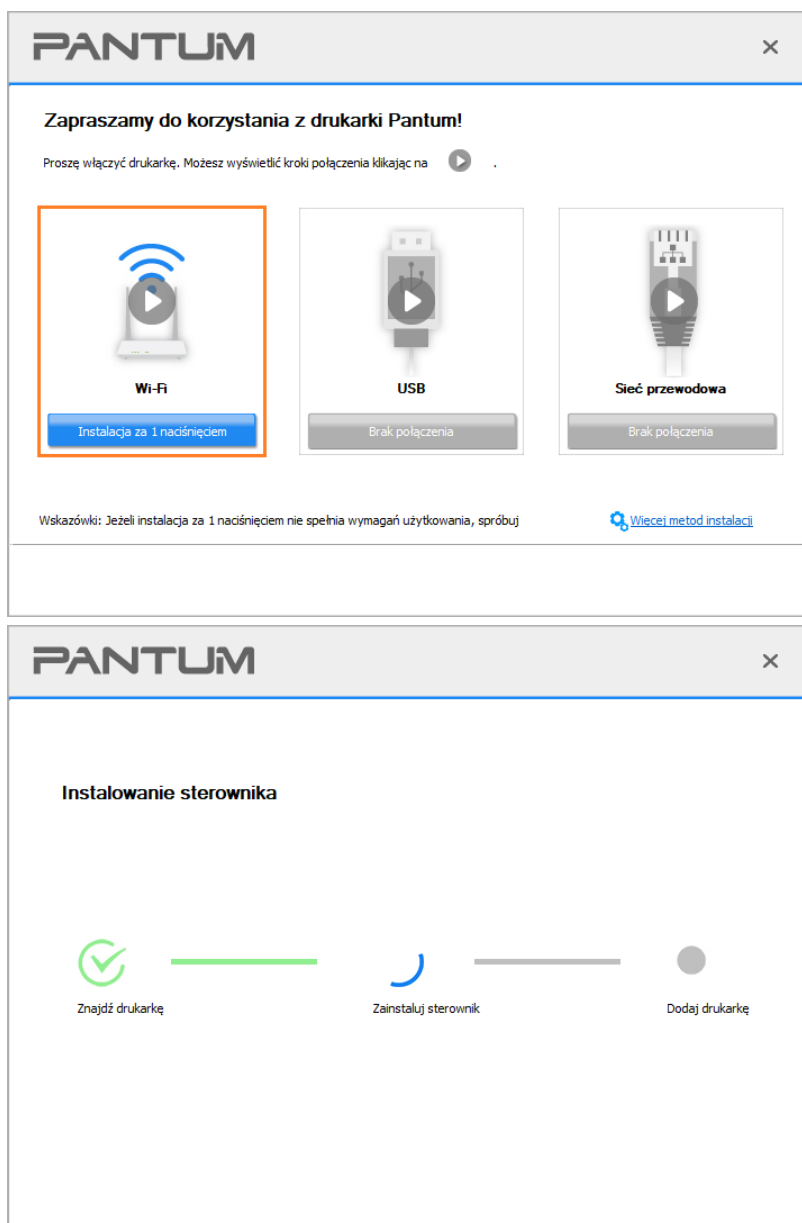 PANTUM
Zapraszamy do korzystania z drukarki Pantum!
Proszę włączyć drukarkę. Możesz wyświetlić kroki połączenia klikając na .
Wi-Fi
USB
Sieć przewodowa
Instalacja za 1 naciśnięciem
Brak połączenia
Brak połączenia
Wskazówki: Jeżeli instalacja za 1 naciśnięciem nie spełnia wymagań użytkowania, spróbuj
Więcej metod instalacji
PANTUM
Instalowanie sterownika
Znajdź drukarkę
Zainstaluj sterownik
Dodaj drukarkę